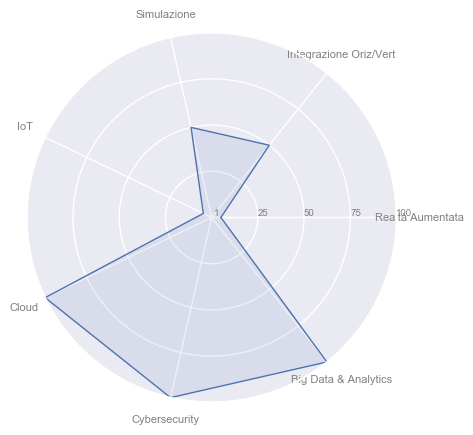 Simulazione
Integrazione Oriz/Vert
IoT
1
25
50
75
100
Realtà Aumentata
Cloud
Big Data & Analytics
Cybersecurity